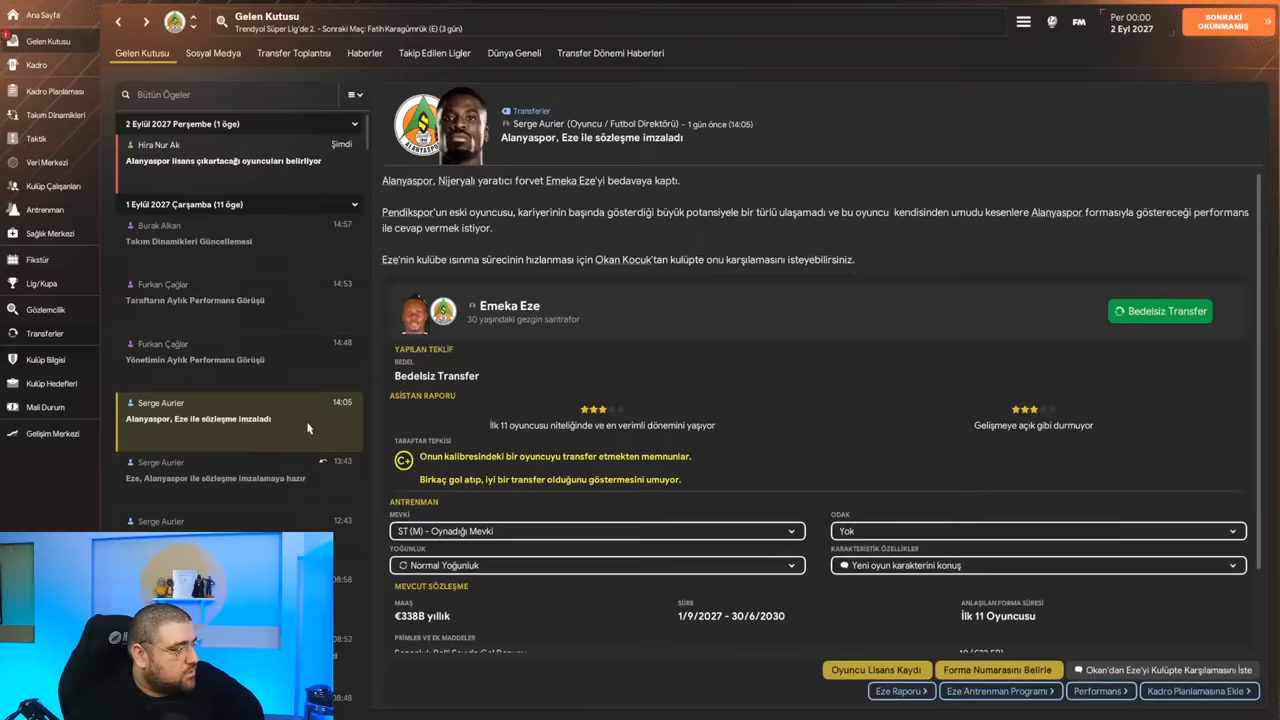 Ana Sayfa
1
Gelen Kutusu
Kadro
Kadro Planlaması
Takım Dinamikleri
Taktik
Veri Merkezi
Kulüp Çalışanları
Antrenman
Sağlık Merkezi
Fikstür
Lig/Kupa
Gözlemcilik
Transferler
Kulüp Bilgisi
Kulüp Hedefleri
Mali Durum
Gelişim Merkezi
Gelen Kutusu
Trendyol Süper Lig'de 2. - Sonraki Maç: Fatih Karagümrük (E) (3 gün)
FM
Per 00:00
2 Eyl 2027
SONRAKİ
OKUNMAMIŞ
Gelen Kutusu
Sosyal Medya
Transfer Toplantısı
Haberler
Takip Edilen Ligler
Dünya Geneli
Transfer Dönemi Haberleri
Bütün Ögeler
2 Eylül 2027 Perşembe (1 öge)
Hira Nur Ak
Şimdi
Alanyaspor lisans çıkartacağı oyuncuları belirliyor
1 Eylül 2027 Çarşamba (11 öge)
Burak Alkan
14:57
Takım Dinamikleri Güncellemesi
Furkan Çağlar
14:53
Taraftarın Aylık Performans Görüşü
Furkan Çağlar
14:48
Yönetimin Aylık Performans Görüşü
Serge Aurier
14:05
Alanyaspor, Eze ile sözleşme imzaladı
Serge Aurier
13:43
Eze, Alanyaspor ile sözleşme imzalamaya hazır
Serge Aurier
12:43
08:58
08:52
08:48
ALANYASPOR
Transferler
Serge Aurier (Oyuncu / Futbol Direktörü) - 1 gün önce (14:05)
Alanyaspor, Eze ile sözleşme imzaladı
Alanyaspor, Nijeryalı yaratıcı forvet Emeka Eze'yi bedavaya kaptı.
Pendikspor'un eski oyuncusu, kariyerinin başında gösterdiği büyük potansiyele bir türlü ulaşamadı ve bu oyuncu kendisinden umudu kesenlere Alanyaspor formasıyla göstereceği performans
ile cevap vermek istiyor.
Eze'nin kulübe ısınma sürecinin hızlanması için Okan Kocuk'tan kulüpte onu karşılamasını isteyebilirsiniz.
Emeka Eze
30 yaşındaki gezgin santrafor
Bedelsiz Transfer
YAPILAN TEKLİF
BEDEL
Bedelsiz Transfer
ASİSTAN RAPORU
İlk 11 oyuncusu niteliğinde ve en verimli dönemini yaşıyor
Gelişmeye açık gibi durmuyor
TARAFTAR TEPKİSİ
C+
Onun kalibresindeki bir oyuncuyu transfer etmekten memnunlar.
Birkaç gol atıp, iyi bir transfer olduğunu göstermesini umuyor.
ANTRENMAN
MEVKİ
ODAK
ST (M) - Oynadığı Mevki
Yok
YOĞUNLUK
KARAKTERİSTİK ÖZELLİKLER
Normal Yoğunluk
Yeni oyun karakterini konuş
MEVCUT SÖZLEŞME
MAAŞ
SÜRE
ANLAŞILAN FORMA SÜRESİ
€338B yıllık
1/9/2027 - 30/6/2030
İlk 11 Oyuncusu
PRİMLER VE EK MADDELER
Oyuncu Lisans Kaydı
Forma Numarasını Belirle
Okan'dan Eze'yi Kulüpte Karşılamasını İste
Eze Raporu
Eze Antrenman Programı
Performans
Kadro Planlamasına Ekle